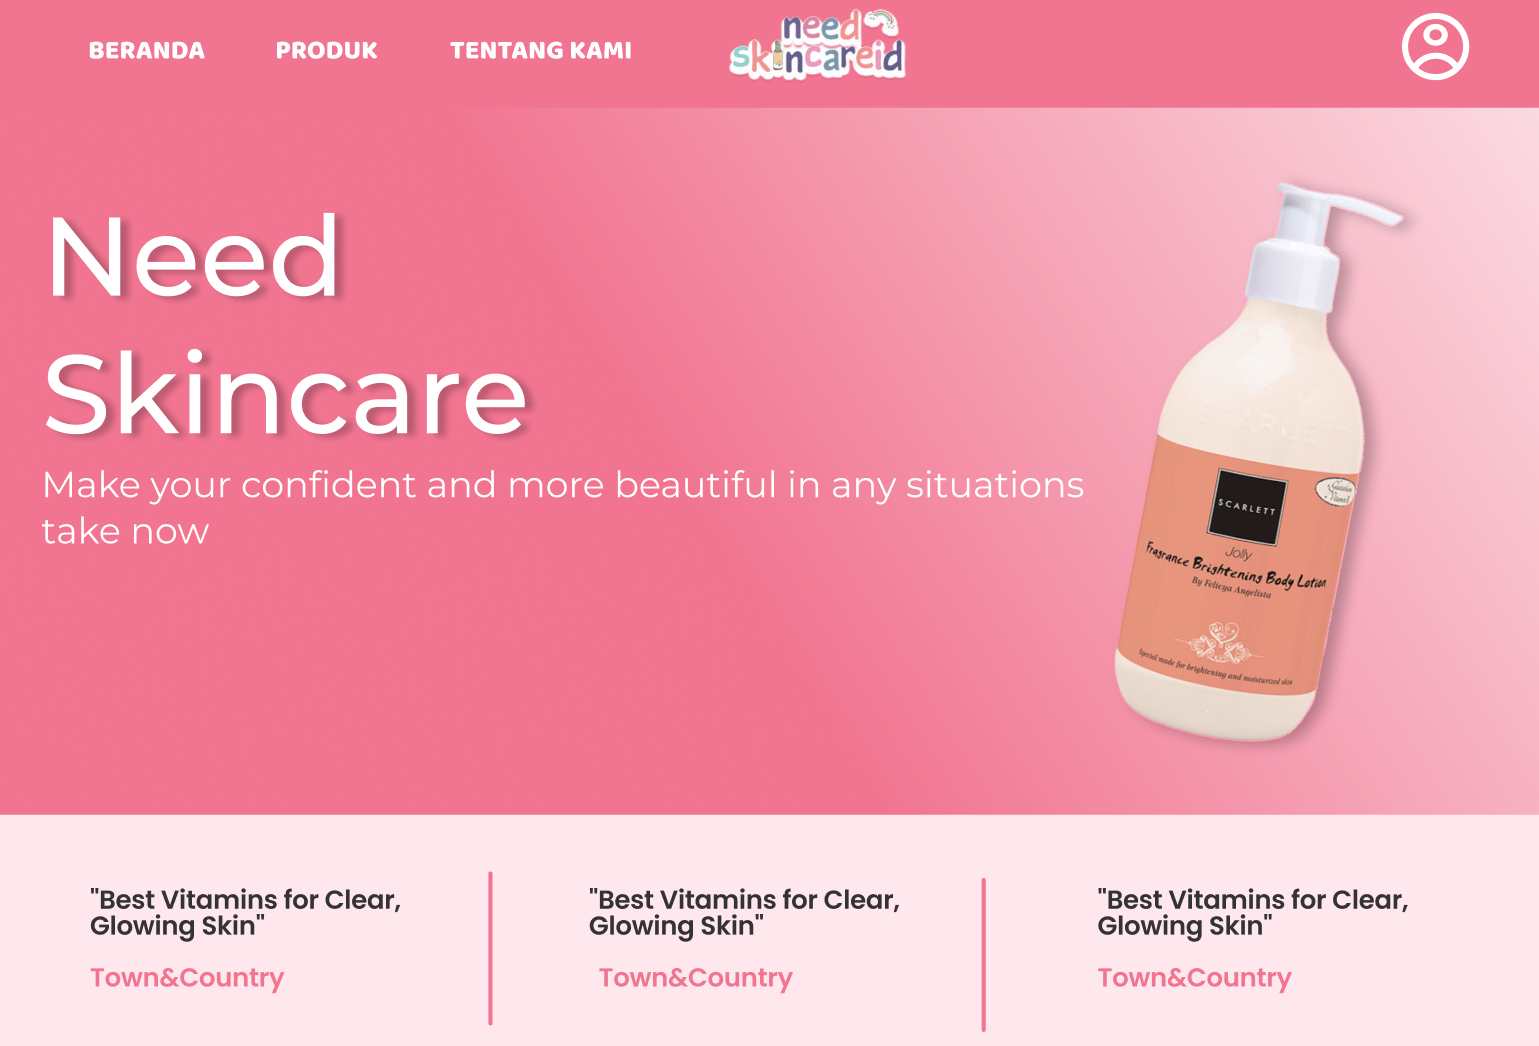 BERANDA PRODUK TENTANG KAMI
need
skincareid
Need
Skincare
Make your confident and more beautiful in any situations
take now
SCARLETT
SCARLETT
Glutathion
Vitamin E
Jolly
Fragrance Brightening Body Lotion
By Felicya Angelista
Special made for brightening and moisturized skin
"Best Vitamins for Clear,
Glowing Skin"
Town&Country
"Best Vitamins for Clear,
Glowing Skin"
Town&Country
"Best Vitamins for Clear,
Glowing Skin"
Town&Country